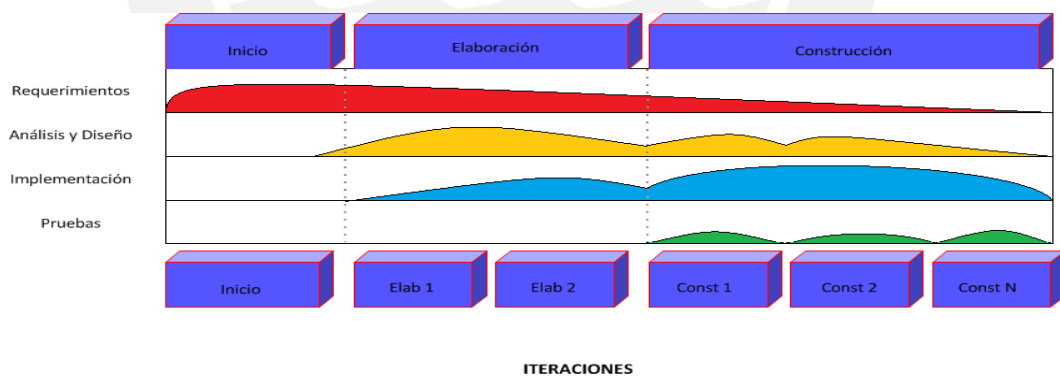 Inicio
Elaboración
Construcción
Requerimientos
Análisis y Diseño
Implementación
Pruebas
Inicio
Elab 1
Elab 2
Const 1
Const 2
Const N
ITERACIONES